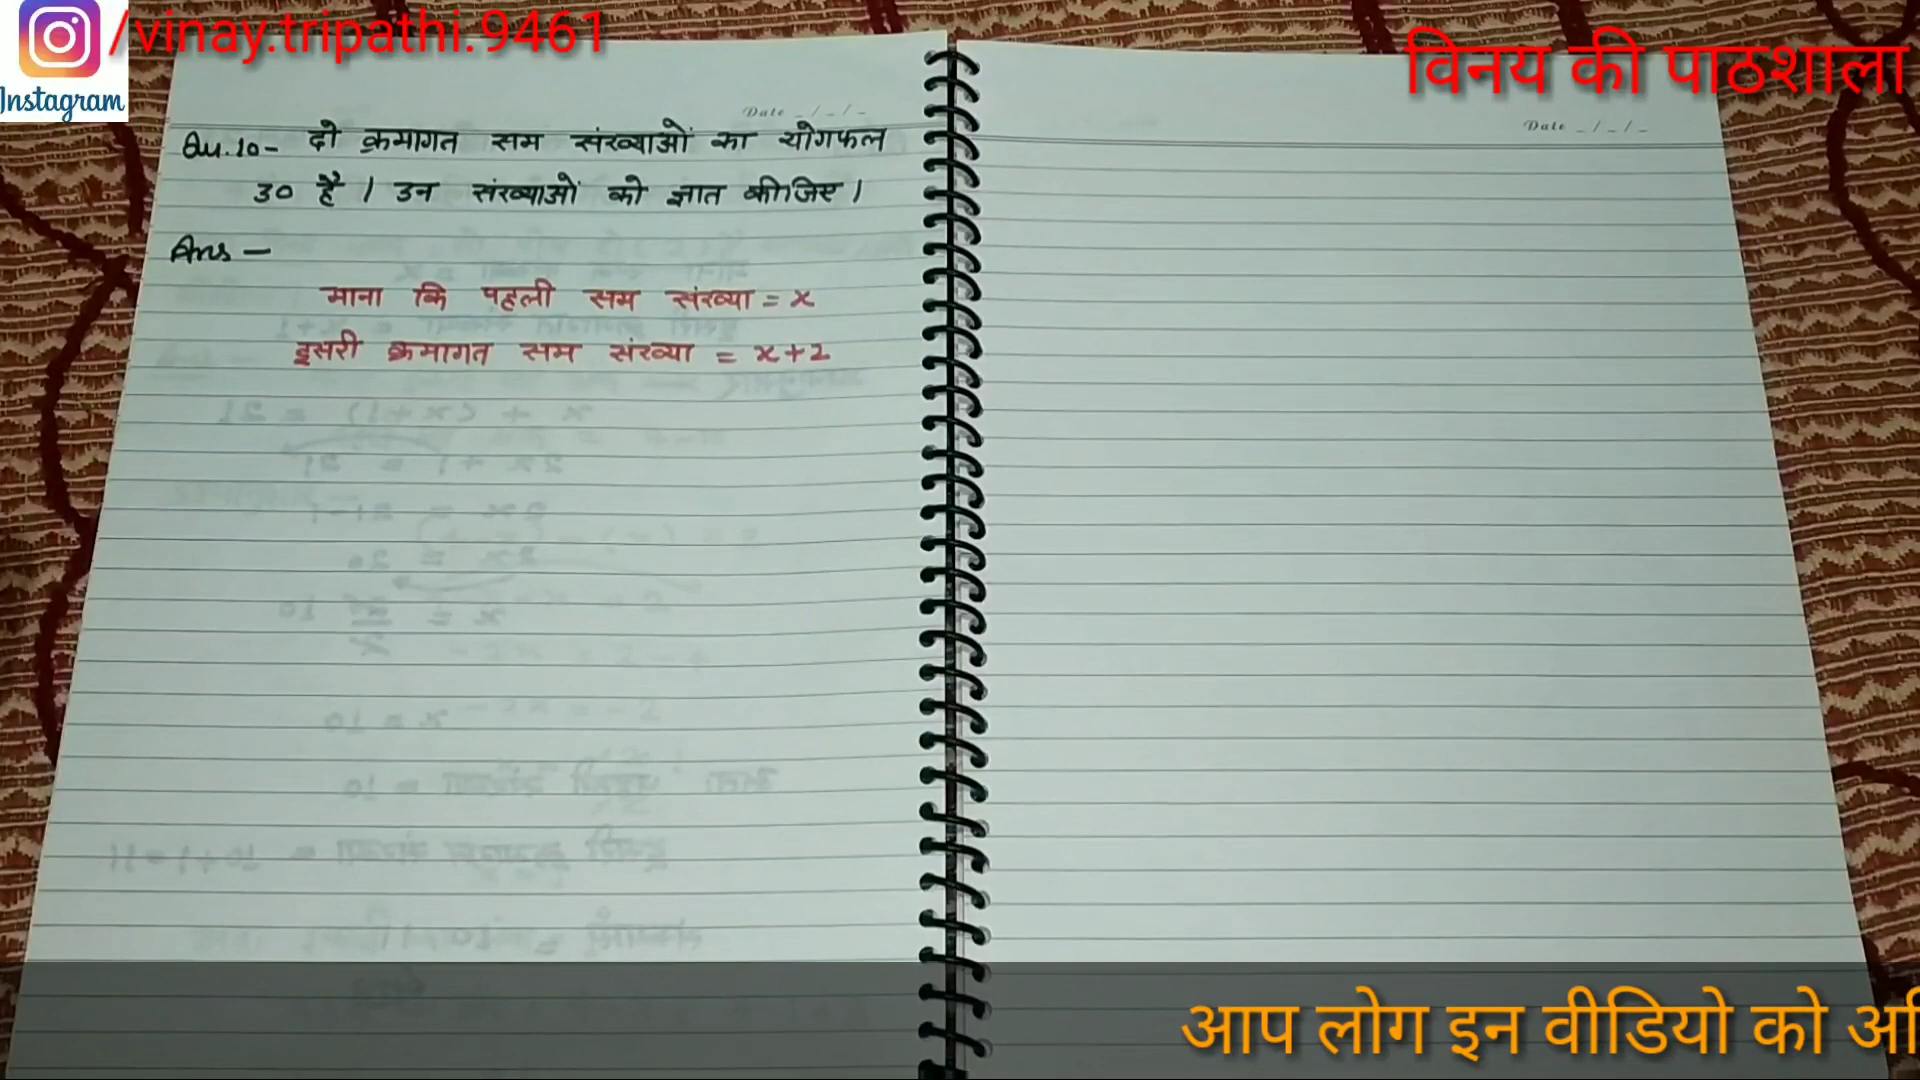 Instagram
/vinay.tripathi.9461
विनय की पाठशाला
Date _/_/_
Date _/_/_
Qu.10- दो क्रमागत सम संख्याओं का योगफल
30 है । उन संख्याओं को ज्ञात कीजिए ।
Ans –
माना कि पहली सम संख्या = x
दूसरी क्रमागत सम संख्या = x+2
आप लोग इन वीडियो को